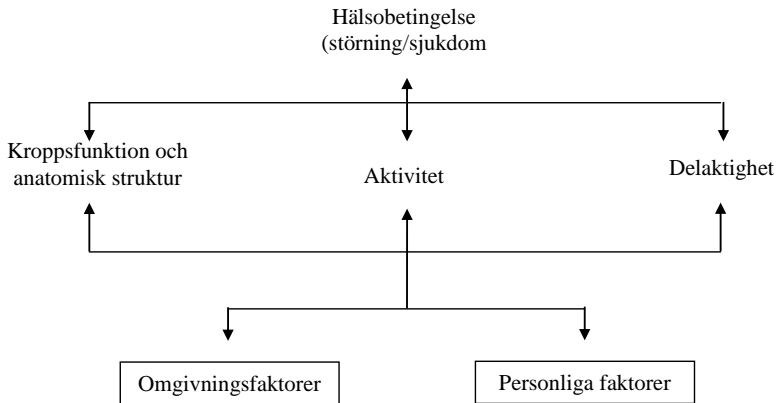 Hälsobetingelse
(störning/sjukdom
Kroppsfunktion och
anatomisk struktur
Aktivitet
Delaktighet
Omgivningsfaktorer
Personliga faktorer